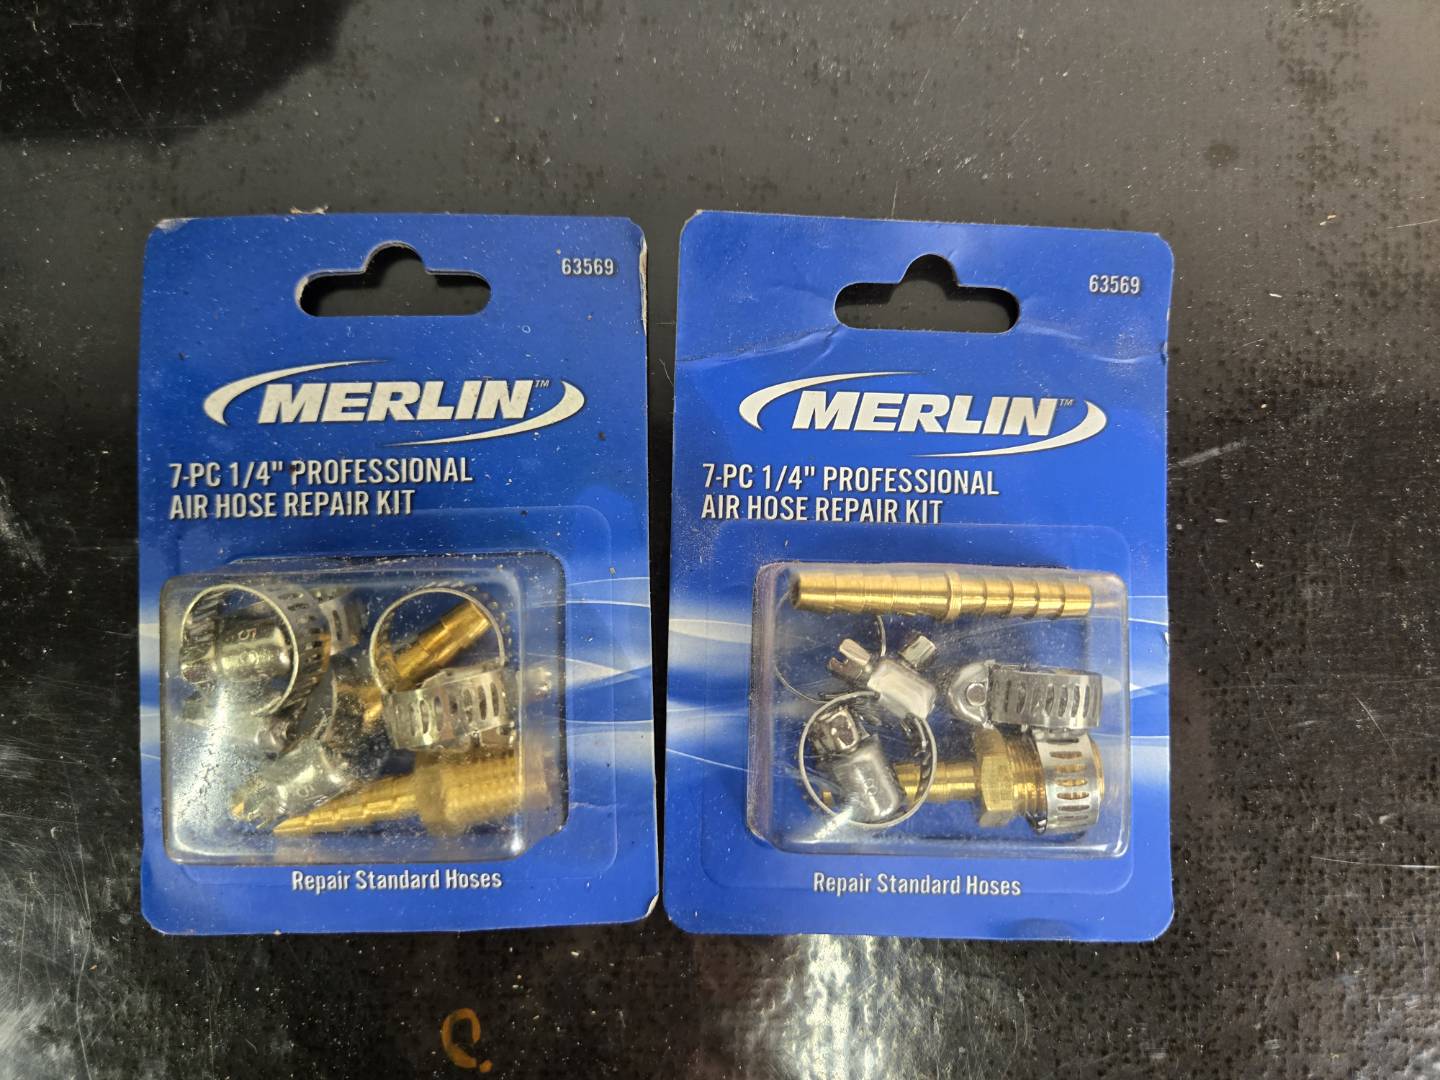 63569
MERLIN™
7-PC 1/4" PROFESSIONAL
AIR HOSE REPAIR KIT
Repair Standard Hoses
63569
MERLIN™
7-PC 1/4" PROFESSIONAL
AIR HOSE REPAIR KIT
Repair Standard Hoses